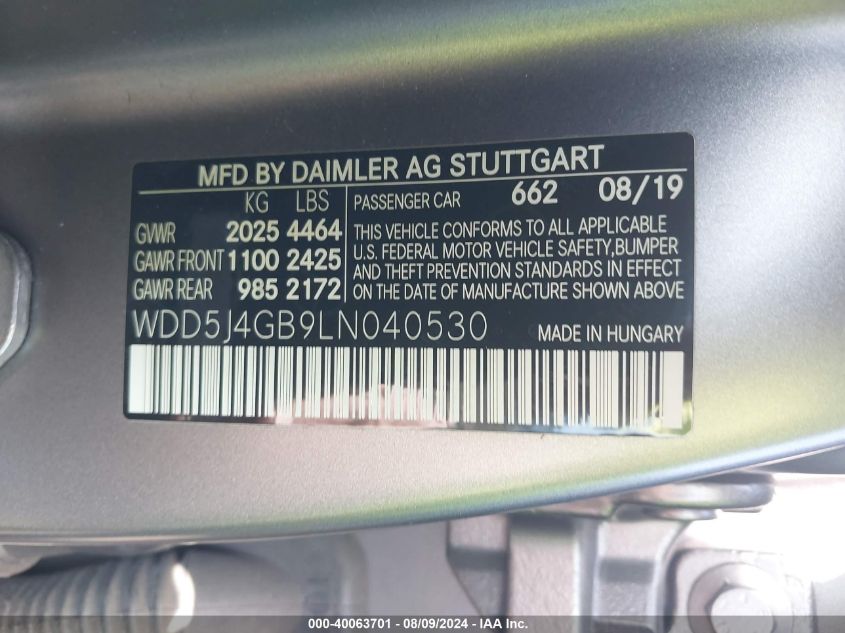 MFD BY DAIMLER AG STUTTGART
KG LBS
GVWR 2025 4464
GAWR FRONT 1100 2425
GAWR REAR 985 2172
PASSENGER CAR 662 08/19
THIS VEHICLE CONFORMS TO ALL APPLICABLE
U.S. FEDERAL MOTOR VEHICLE SAFETY, BUMPER
AND THEFT PREVENTION STANDARDS IN EFFECT
ON THE DATE OF MANUFACTURE SHOWN ABOVE
WDD5J4GB9LN040530 MADE IN HUNGARY
000-40063701 - 08/09/2024 - IAA Inc.